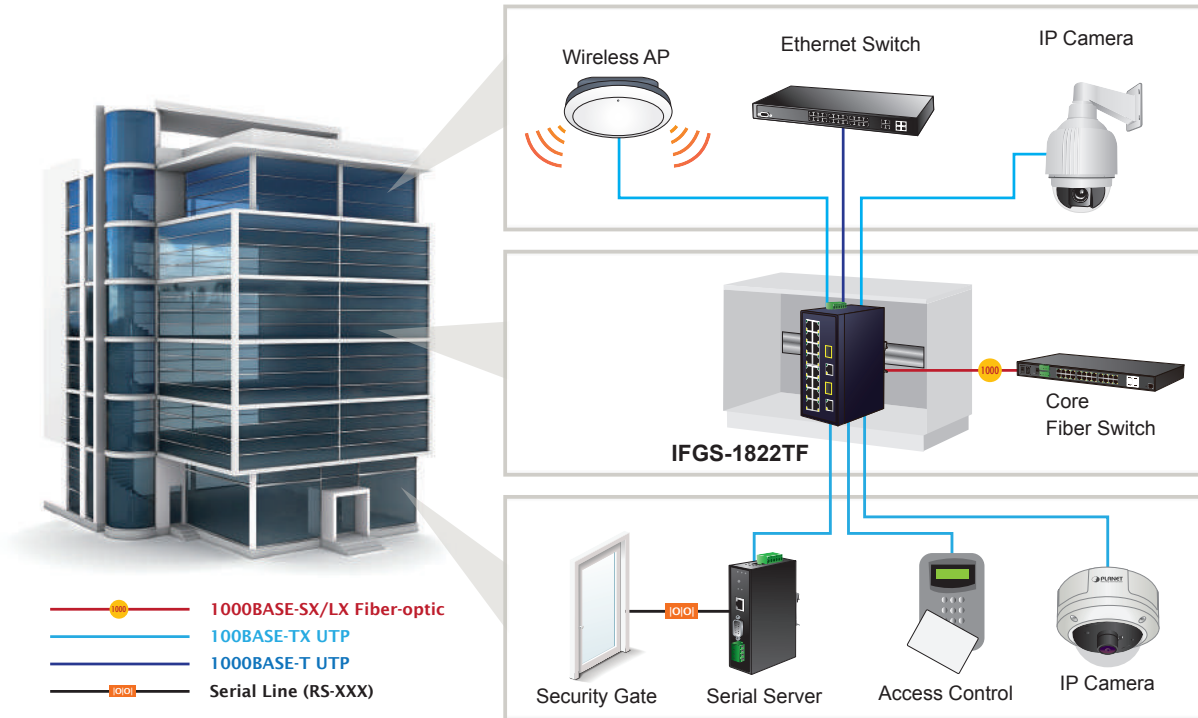 Wireless AP
Ethernet Switch
IP Camera
1000
Core
Fiber Switch
IFGS-1822TF
PLANET
|O|O|
Security Gate
Serial Server
Access Control
IP Camera
1000
1000BASE-SX/LX Fiber-optic
100BASE-TX UTP
1000BASE-T UTP
|O|O|
Serial Line (RS-XXX)